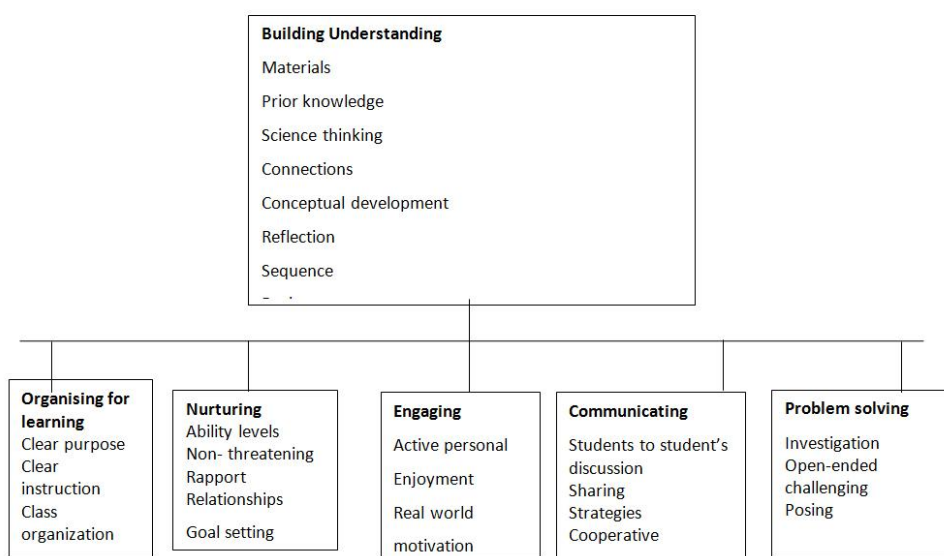 Building Understanding
Materials
Prior knowledge
Science thinking
Connections
Conceptual development
Reflection
Sequence
Organising for
learning
Clear purpose
Clear
instruction
Class
organization
Nurturing
Ability levels
Non- threatening
Rapport
Relationships
Goal setting
Engaging
Active personal
Enjoyment
Real world
motivation
Communicating
Students to student’s
discussion
Sharing
Strategies
Cooperative
Problem solving
Investigation
Open-ended
challenging
Posing